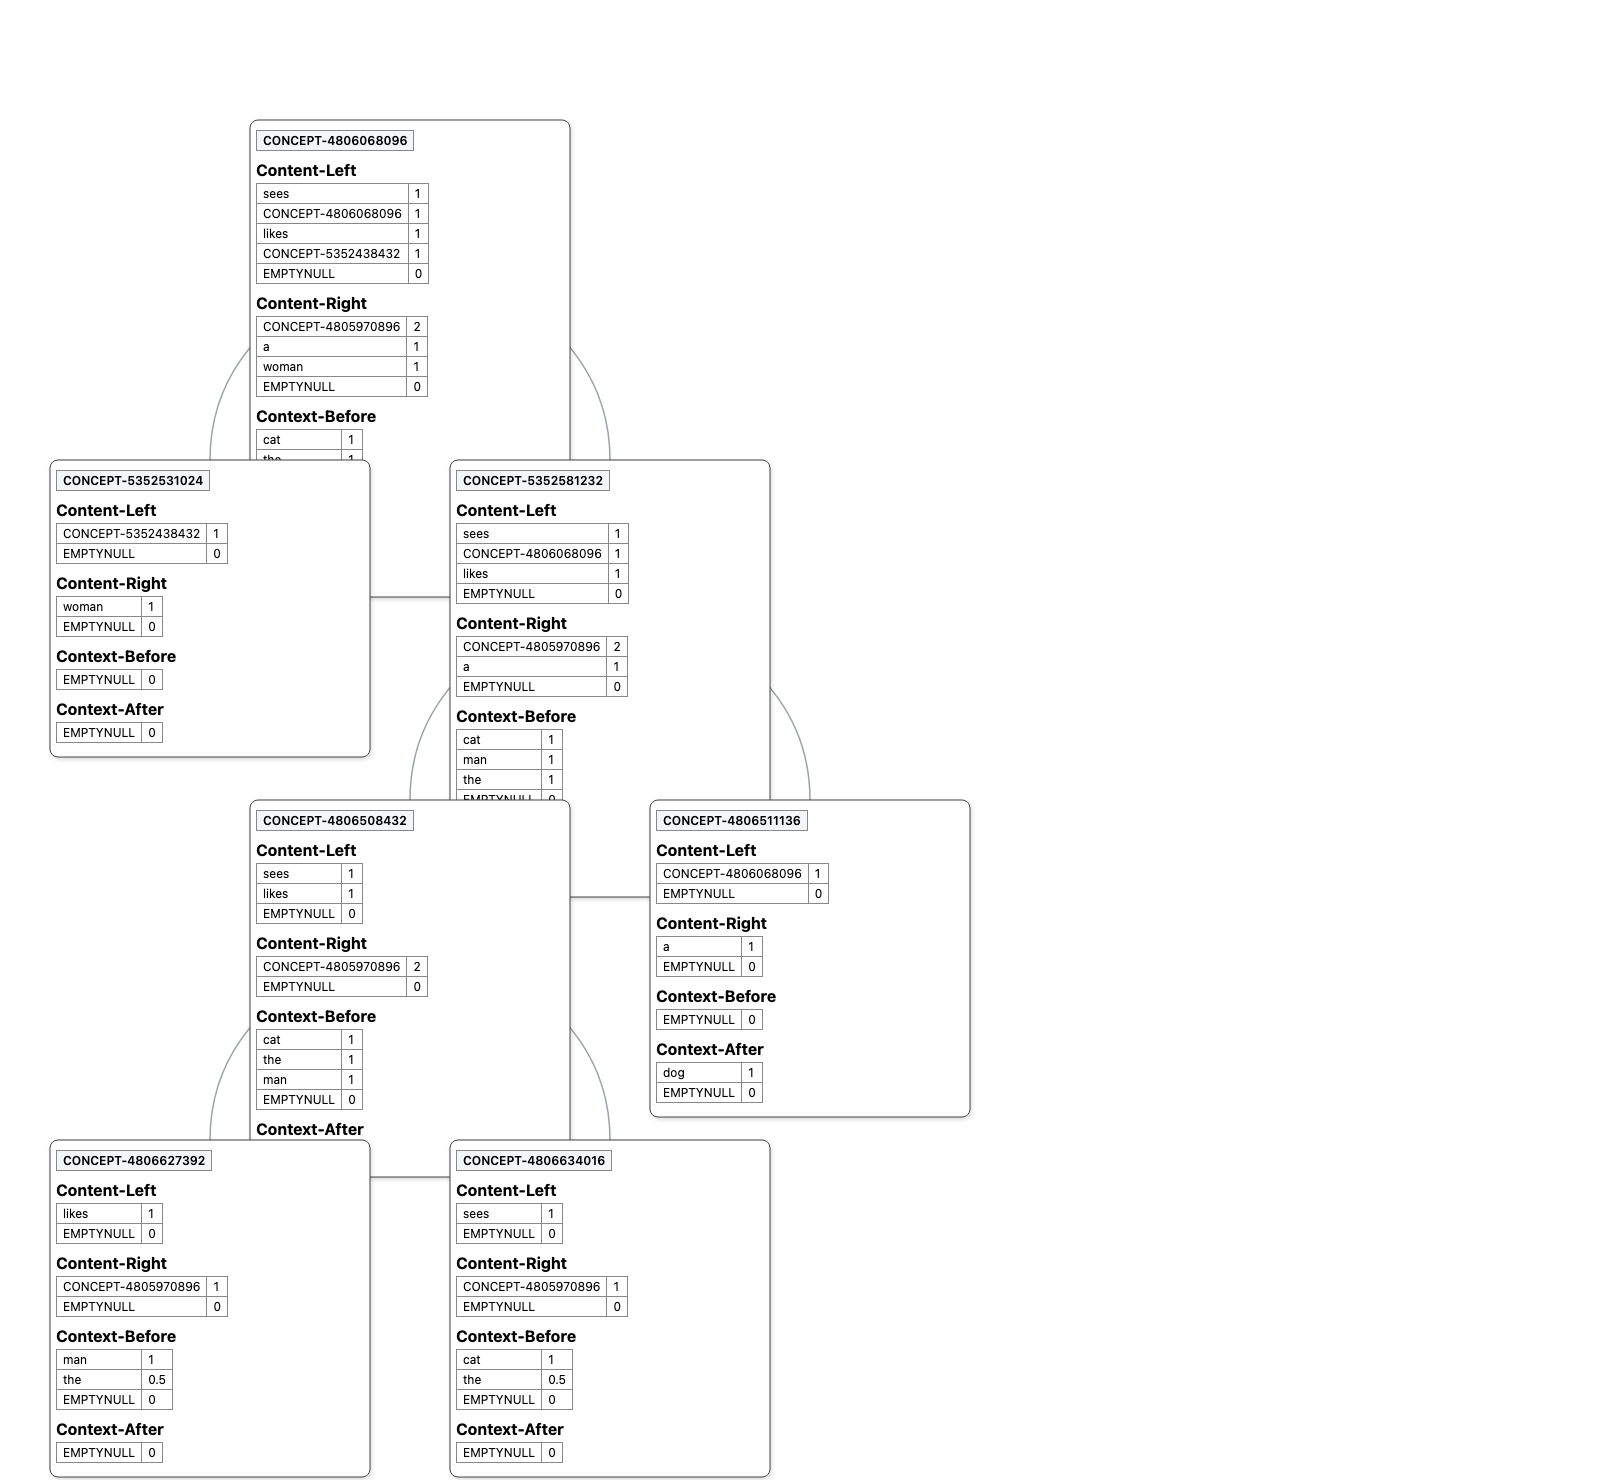 CONCEPT-4806068096
Content-Left
sees 1
CONCEPT-4806068096 1
likes 1
CONCEPT-5352438432 1
EMPTYNULL 0
Content-Right
CONCEPT-4805970896 2
a 1
woman 1
EMPTYNULL 0
Context-Before
cat 1
the 1
CONCEPT-5352531024
Content-Left
CONCEPT-5352438432 1
EMPTYNULL 0
Content-Right
woman 1
EMPTYNULL 0
Context-Before
EMPTYNULL 0
Context-After
EMPTYNULL 0
CONCEPT-5352581232
Content-Left
sees 1
CONCEPT-4806068096 1
likes 1
EMPTYNULL 0
Content-Right
CONCEPT-4805970896 2
a 1
EMPTYNULL 0
Context-Before
cat 1
man 1
the 1
EMPTYNULL 0
CONCEPT-4806508432
Content-Left
sees 1
likes 1
EMPTYNULL 0
Content-Right
CONCEPT-4805970896 2
EMPTYNULL 0
Context-Before
cat 1
the 1
man 1
EMPTYNULL 0
Context-After
CONCEPT-4806511136
Content-Left
CONCEPT-4806068096 1
EMPTYNULL 0
Content-Right
a 1
EMPTYNULL 0
Context-Before
EMPTYNULL 0
Context-After
dog 1
EMPTYNULL 0
CONCEPT-4806627392
Content-Left
likes 1
EMPTYNULL 0
Content-Right
CONCEPT-4805970896 1
EMPTYNULL 0
Context-Before
man 1
the 0.5
EMPTYNULL 0
Context-After
EMPTYNULL 0
CONCEPT-4806634016
Content-Left
sees 1
EMPTYNULL 0
Content-Right
CONCEPT-4805970896 1
EMPTYNULL 0
Context-Before
cat 1
the 0.5
EMPTYNULL 0
Context-After
EMPTYNULL 0